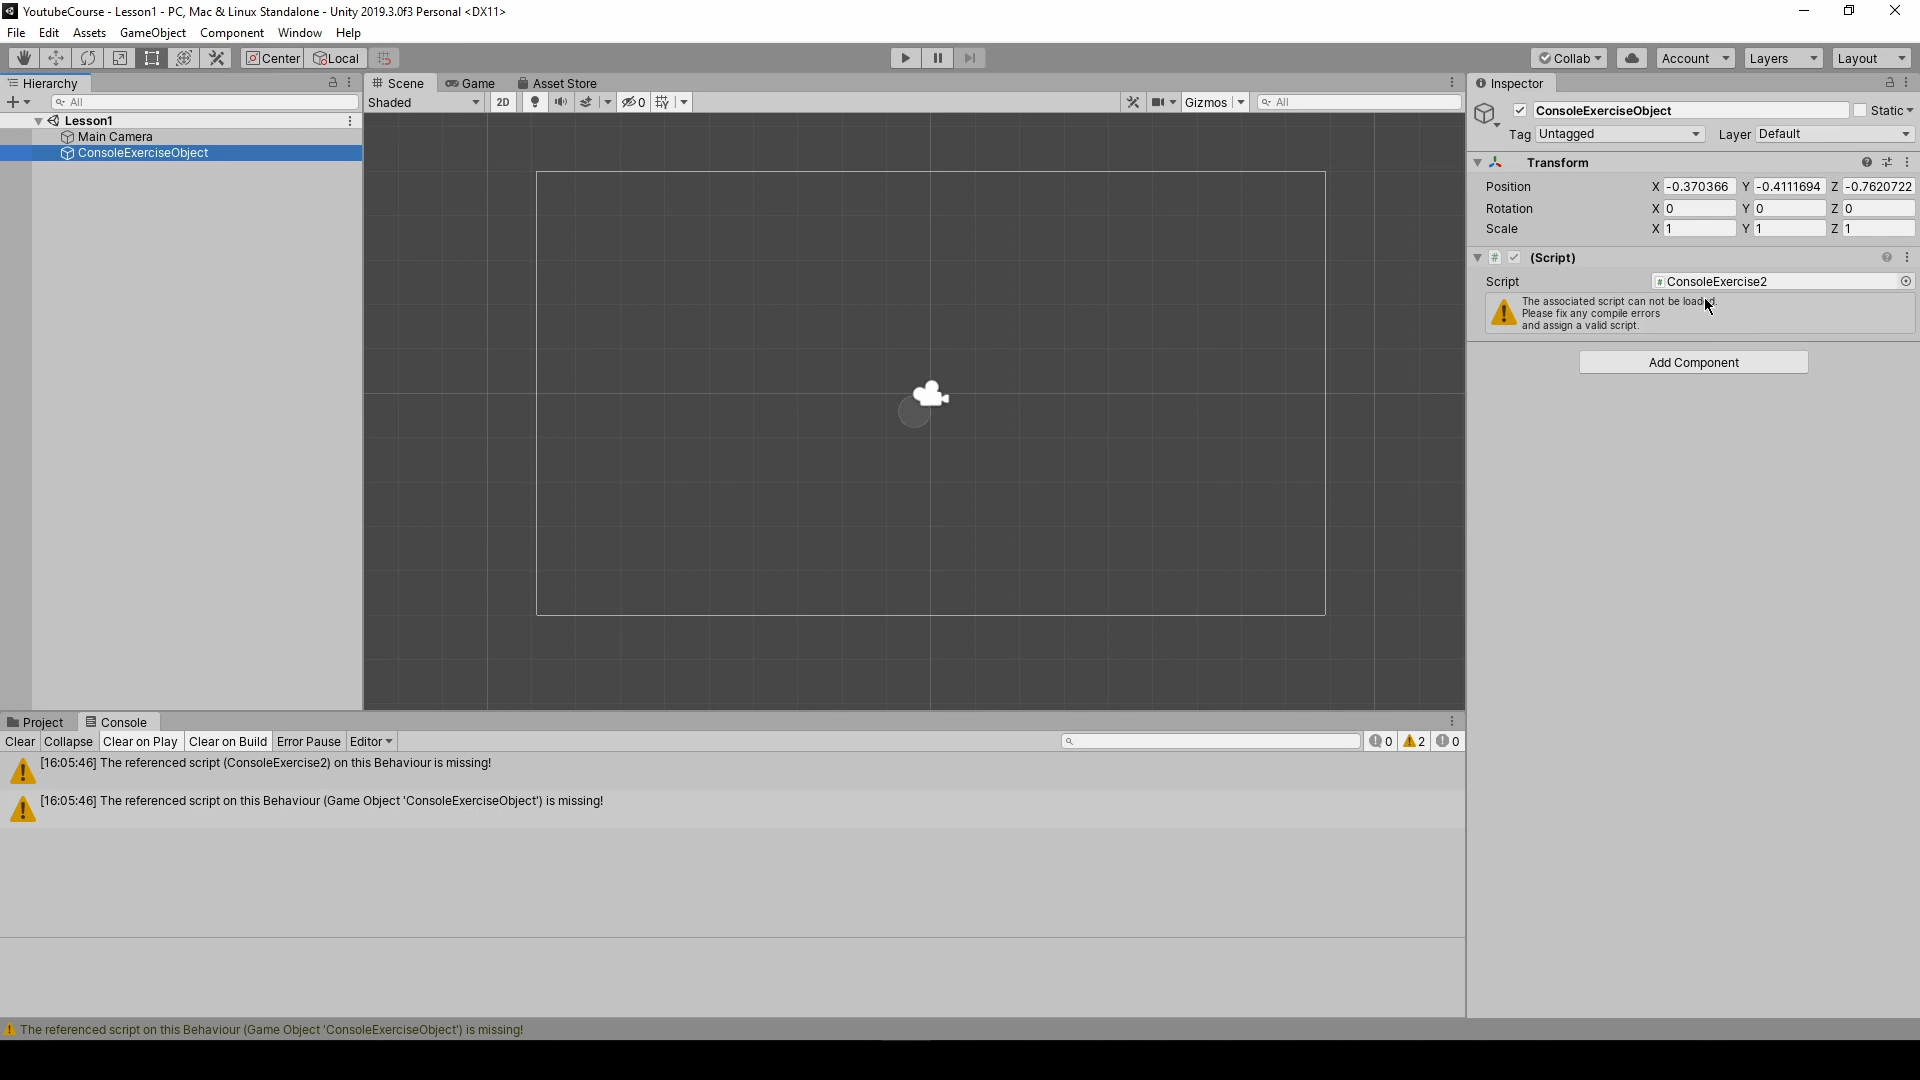 YoutubeCourse - Lesson1 - PC, Mac & Linux Standalone - Unity 2019.3.0f3 Personal <DX11>
File Edit Assets GameObject Component Window Help
Center Local Collab Account Layers Layout
Hierarchy
All
Lesson1
Main Camera
ConsoleExerciseObject
Scene Game Asset Store
Shaded 2D 0 Gizmos All
Inspector
ConsoleExerciseObject Static
Tag Untagged Layer Default
Transform
Position X -0.370366 Y -0.4111694 Z -0.7620722
Rotation X 0 Y 0 Z 0
Scale X 1 Y 1 Z 1
# (Script)
Script # ConsoleExercise2
The associated script can not be loaded.
Please fix any compile errors
and assign a valid script.
Add Component
Project Console
Clear Collapse Clear on Play Clear on Build Error Pause Editor 0 2 0
[16:05:46] The referenced script (ConsoleExercise2) on this Behaviour is missing!
[16:05:46] The referenced script on this Behaviour (Game Object 'ConsoleExerciseObject') is missing!
The referenced script on this Behaviour (Game Object 'ConsoleExerciseObject') is missing!